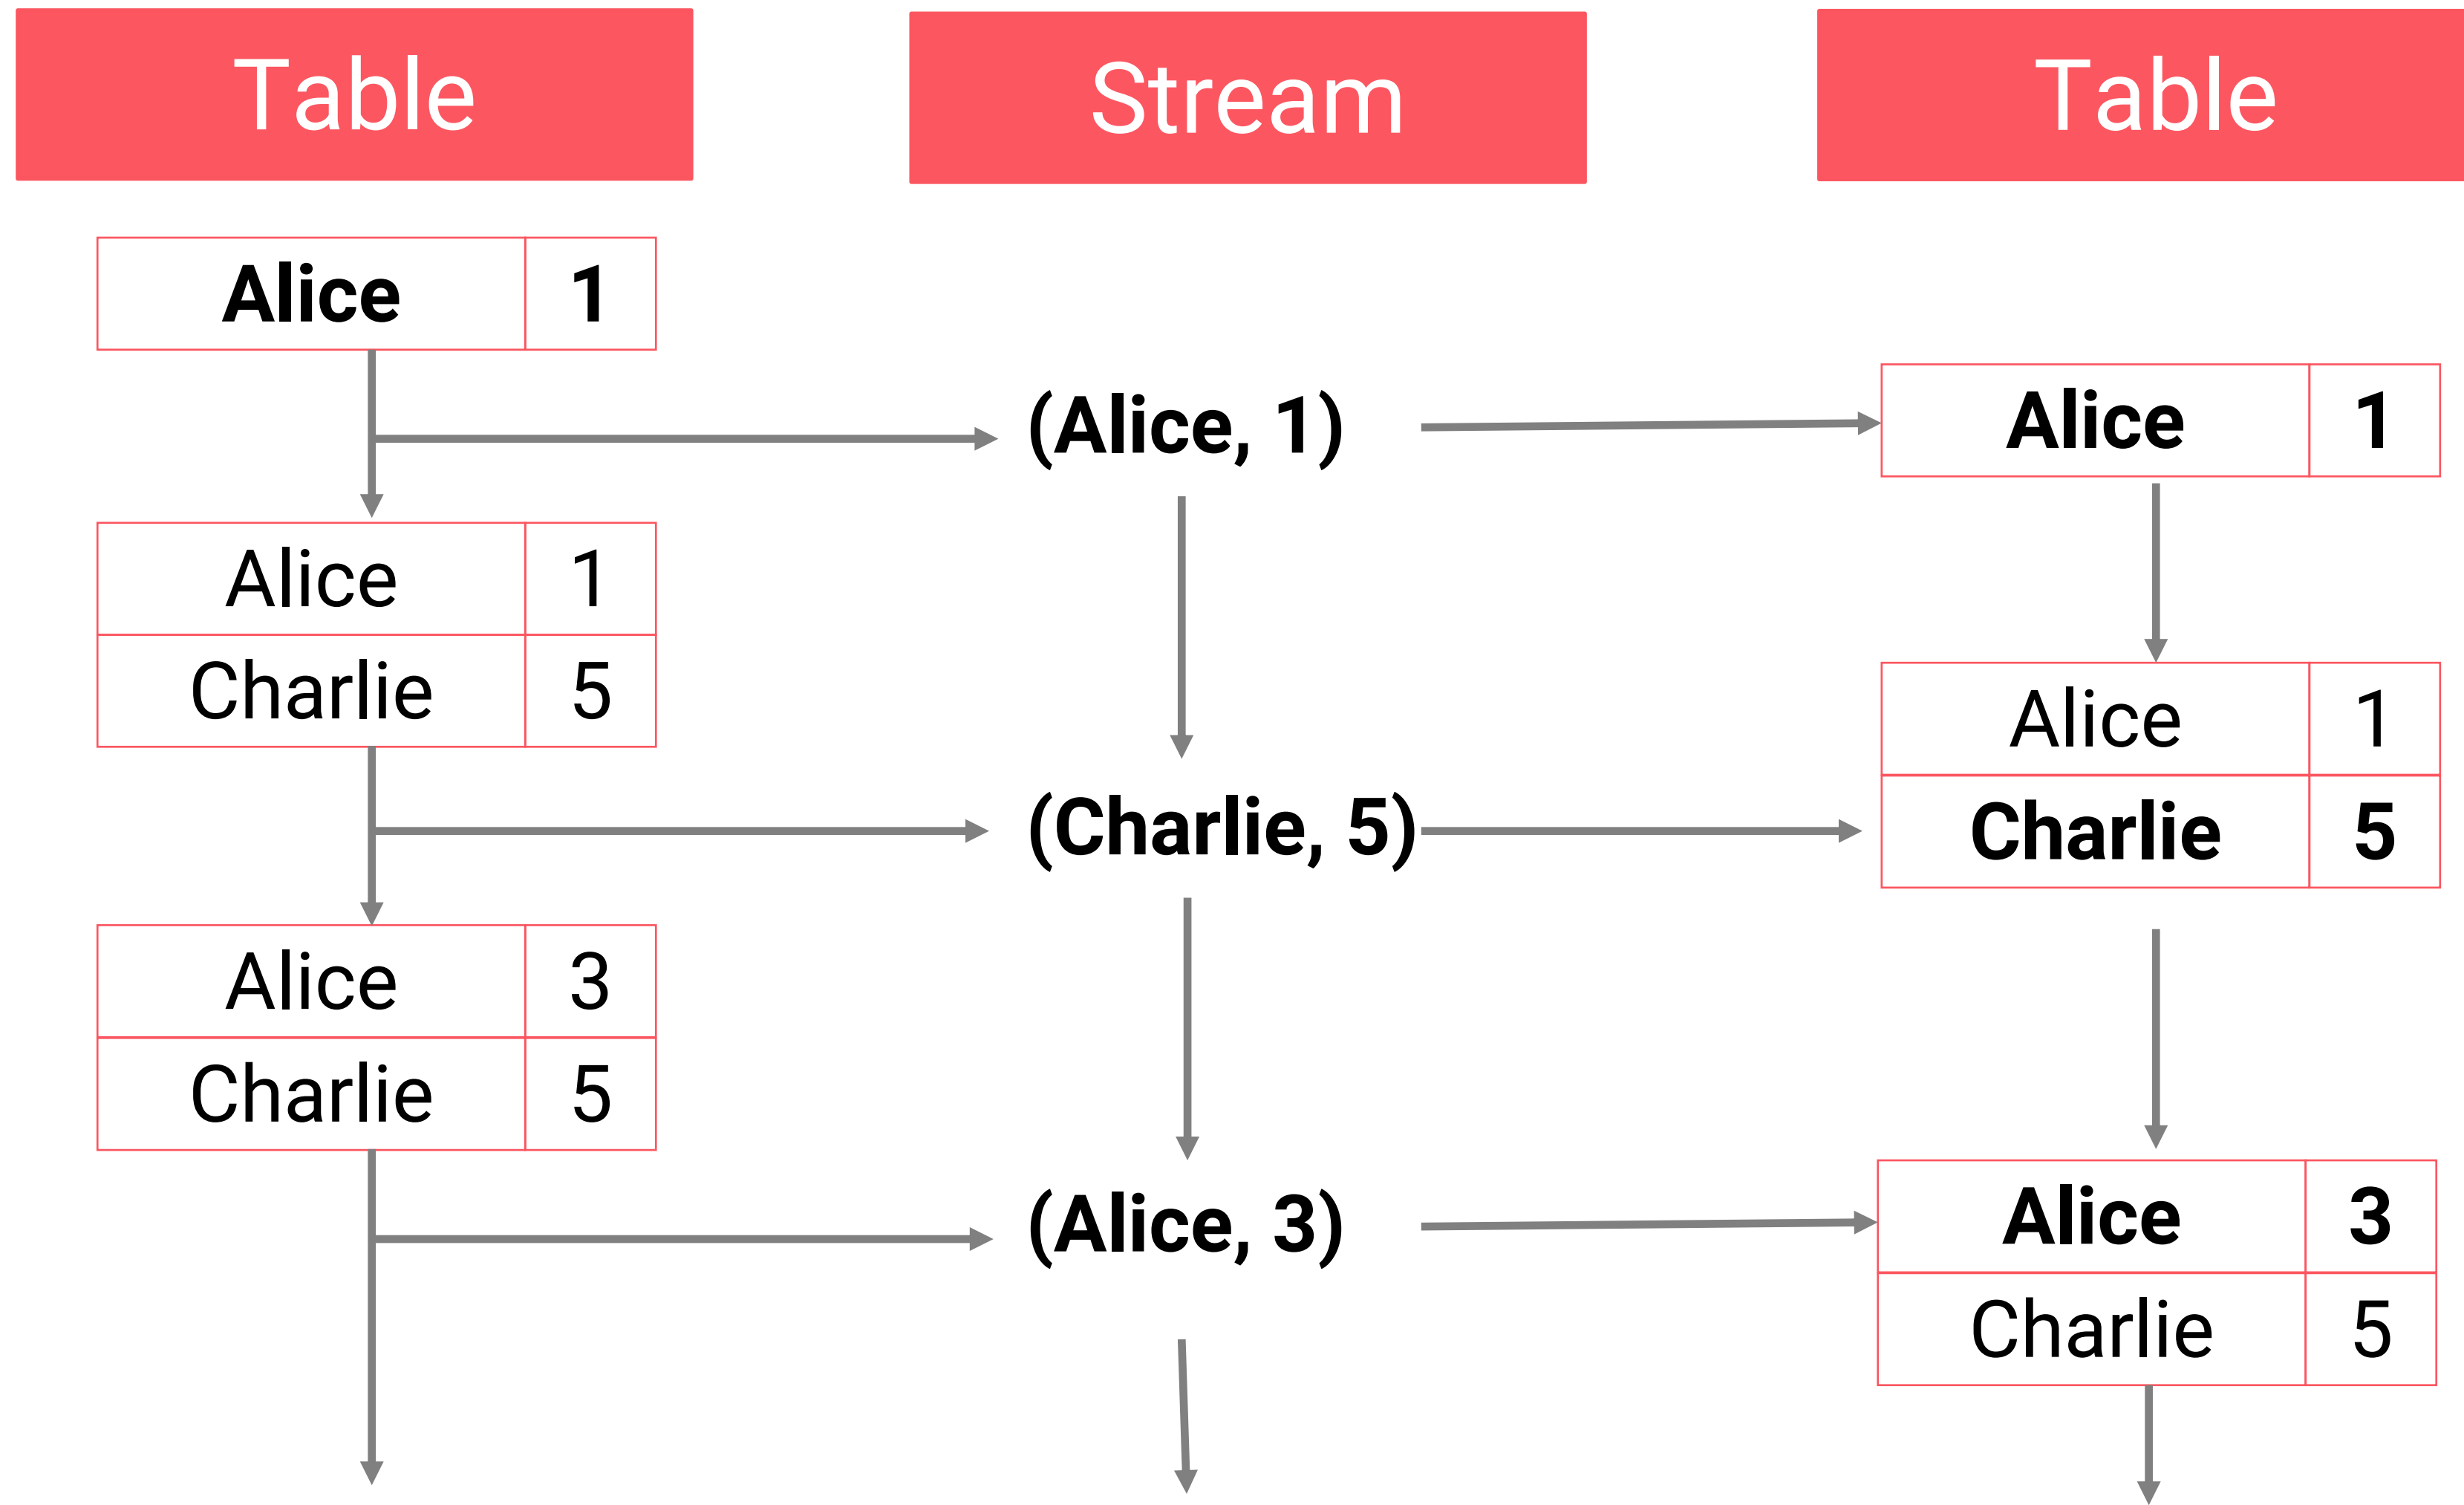 Table Stream Table
Alice 1
(Alice, 1) Alice 1
Alice 1
Charlie 5
Alice 1
(Charlie, 5) Charlie 5
Alice 3
Charlie 5
(Alice, 3) Alice 3
Charlie 5